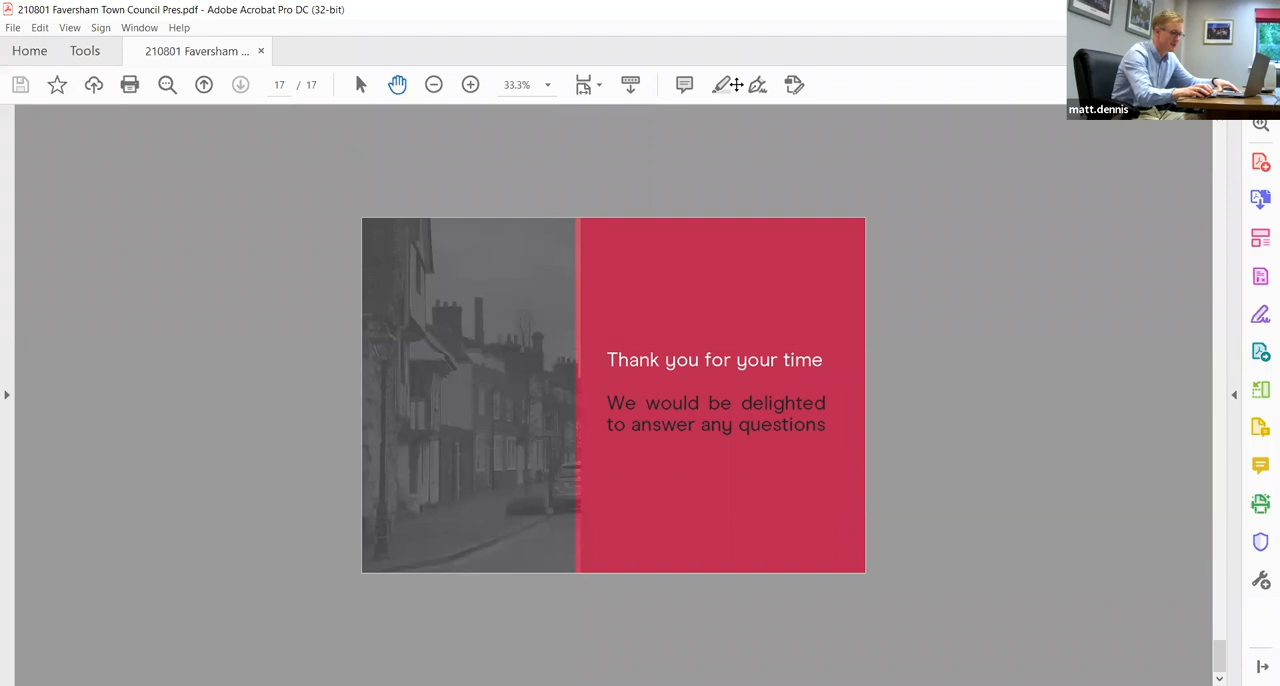 210801 Faversham Town Council Pres.pdf - Adobe Acrobat Pro DC (32-bit)
File Edit View Sign Window Help
Home Tools 210801 Faversham ... ×
17 / 17 33.3%
matt.dennis
Thank you for your time
We would be delighted
to answer any questions